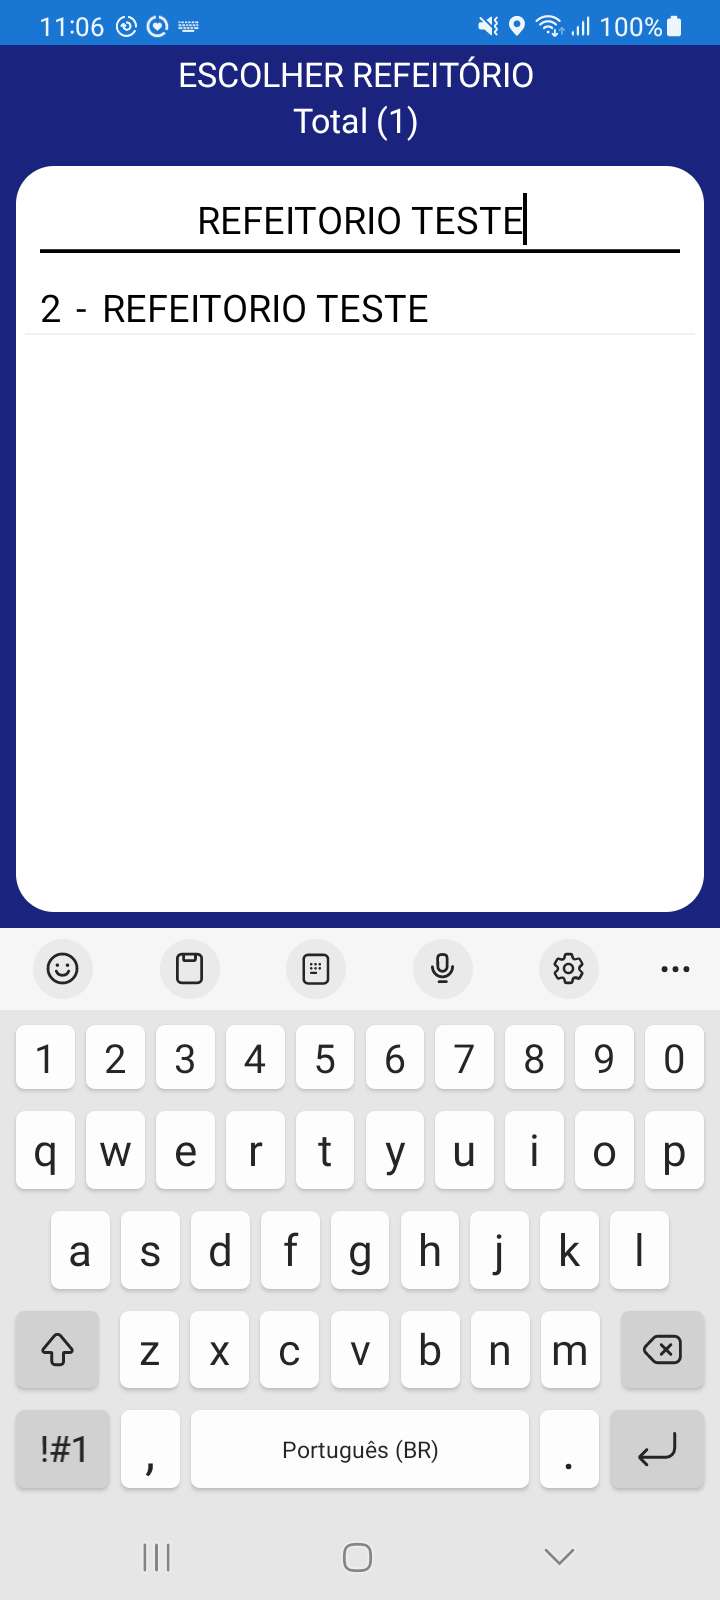 11:06 100%
ESCOLHER REFEITÓRIO
Total (1)
REFEITORIO TESTE
2 - REFEITORIO TESTE
1 2 3 4 5 6 7 8 9 0
q w e r t y u i o p
a s d f g h j k l
z x c v b n m
!#1 , Português (BR) .